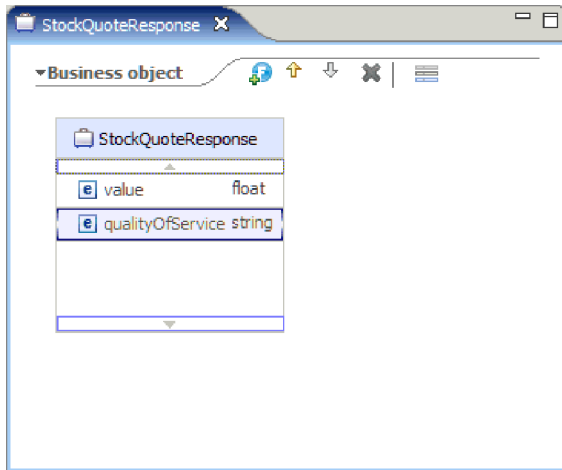 StockQuoteResponse
Business object
StockQuoteResponse
e value float
e qualityOfService string